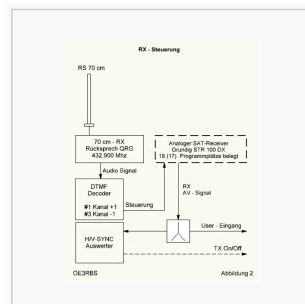 RX - Steuerung
RS 70 cm
70 cm - RX
Rücksprech QRG
432.900 Mhz
Analoger SAT-Receiver
Grundig STR 100 DX
16 (17) Programmplätze belegt
Audio Signal
DTMF
Decoder
#1 Kanal +1
#3 Kanal -1
Steuerung
RX
AV - Signal
User - Eingang
H/V-SYNC
Auswerter
TX On/Off
OE3RBS
Abbildung 2